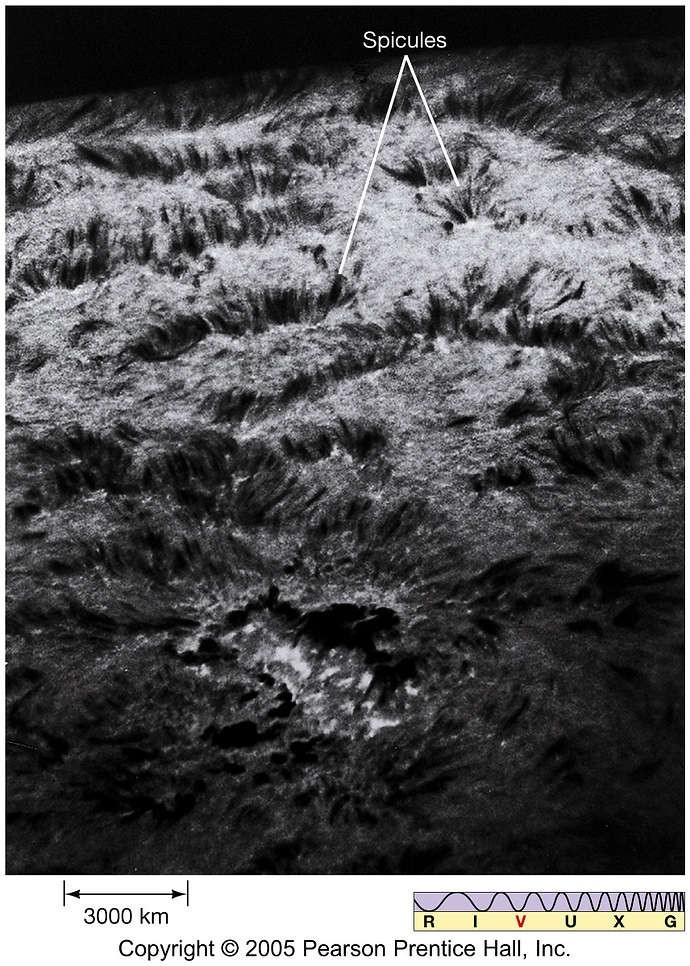 Spicules
3000 km
R I V U X G
Copyright © 2005 Pearson Prentice Hall, Inc.